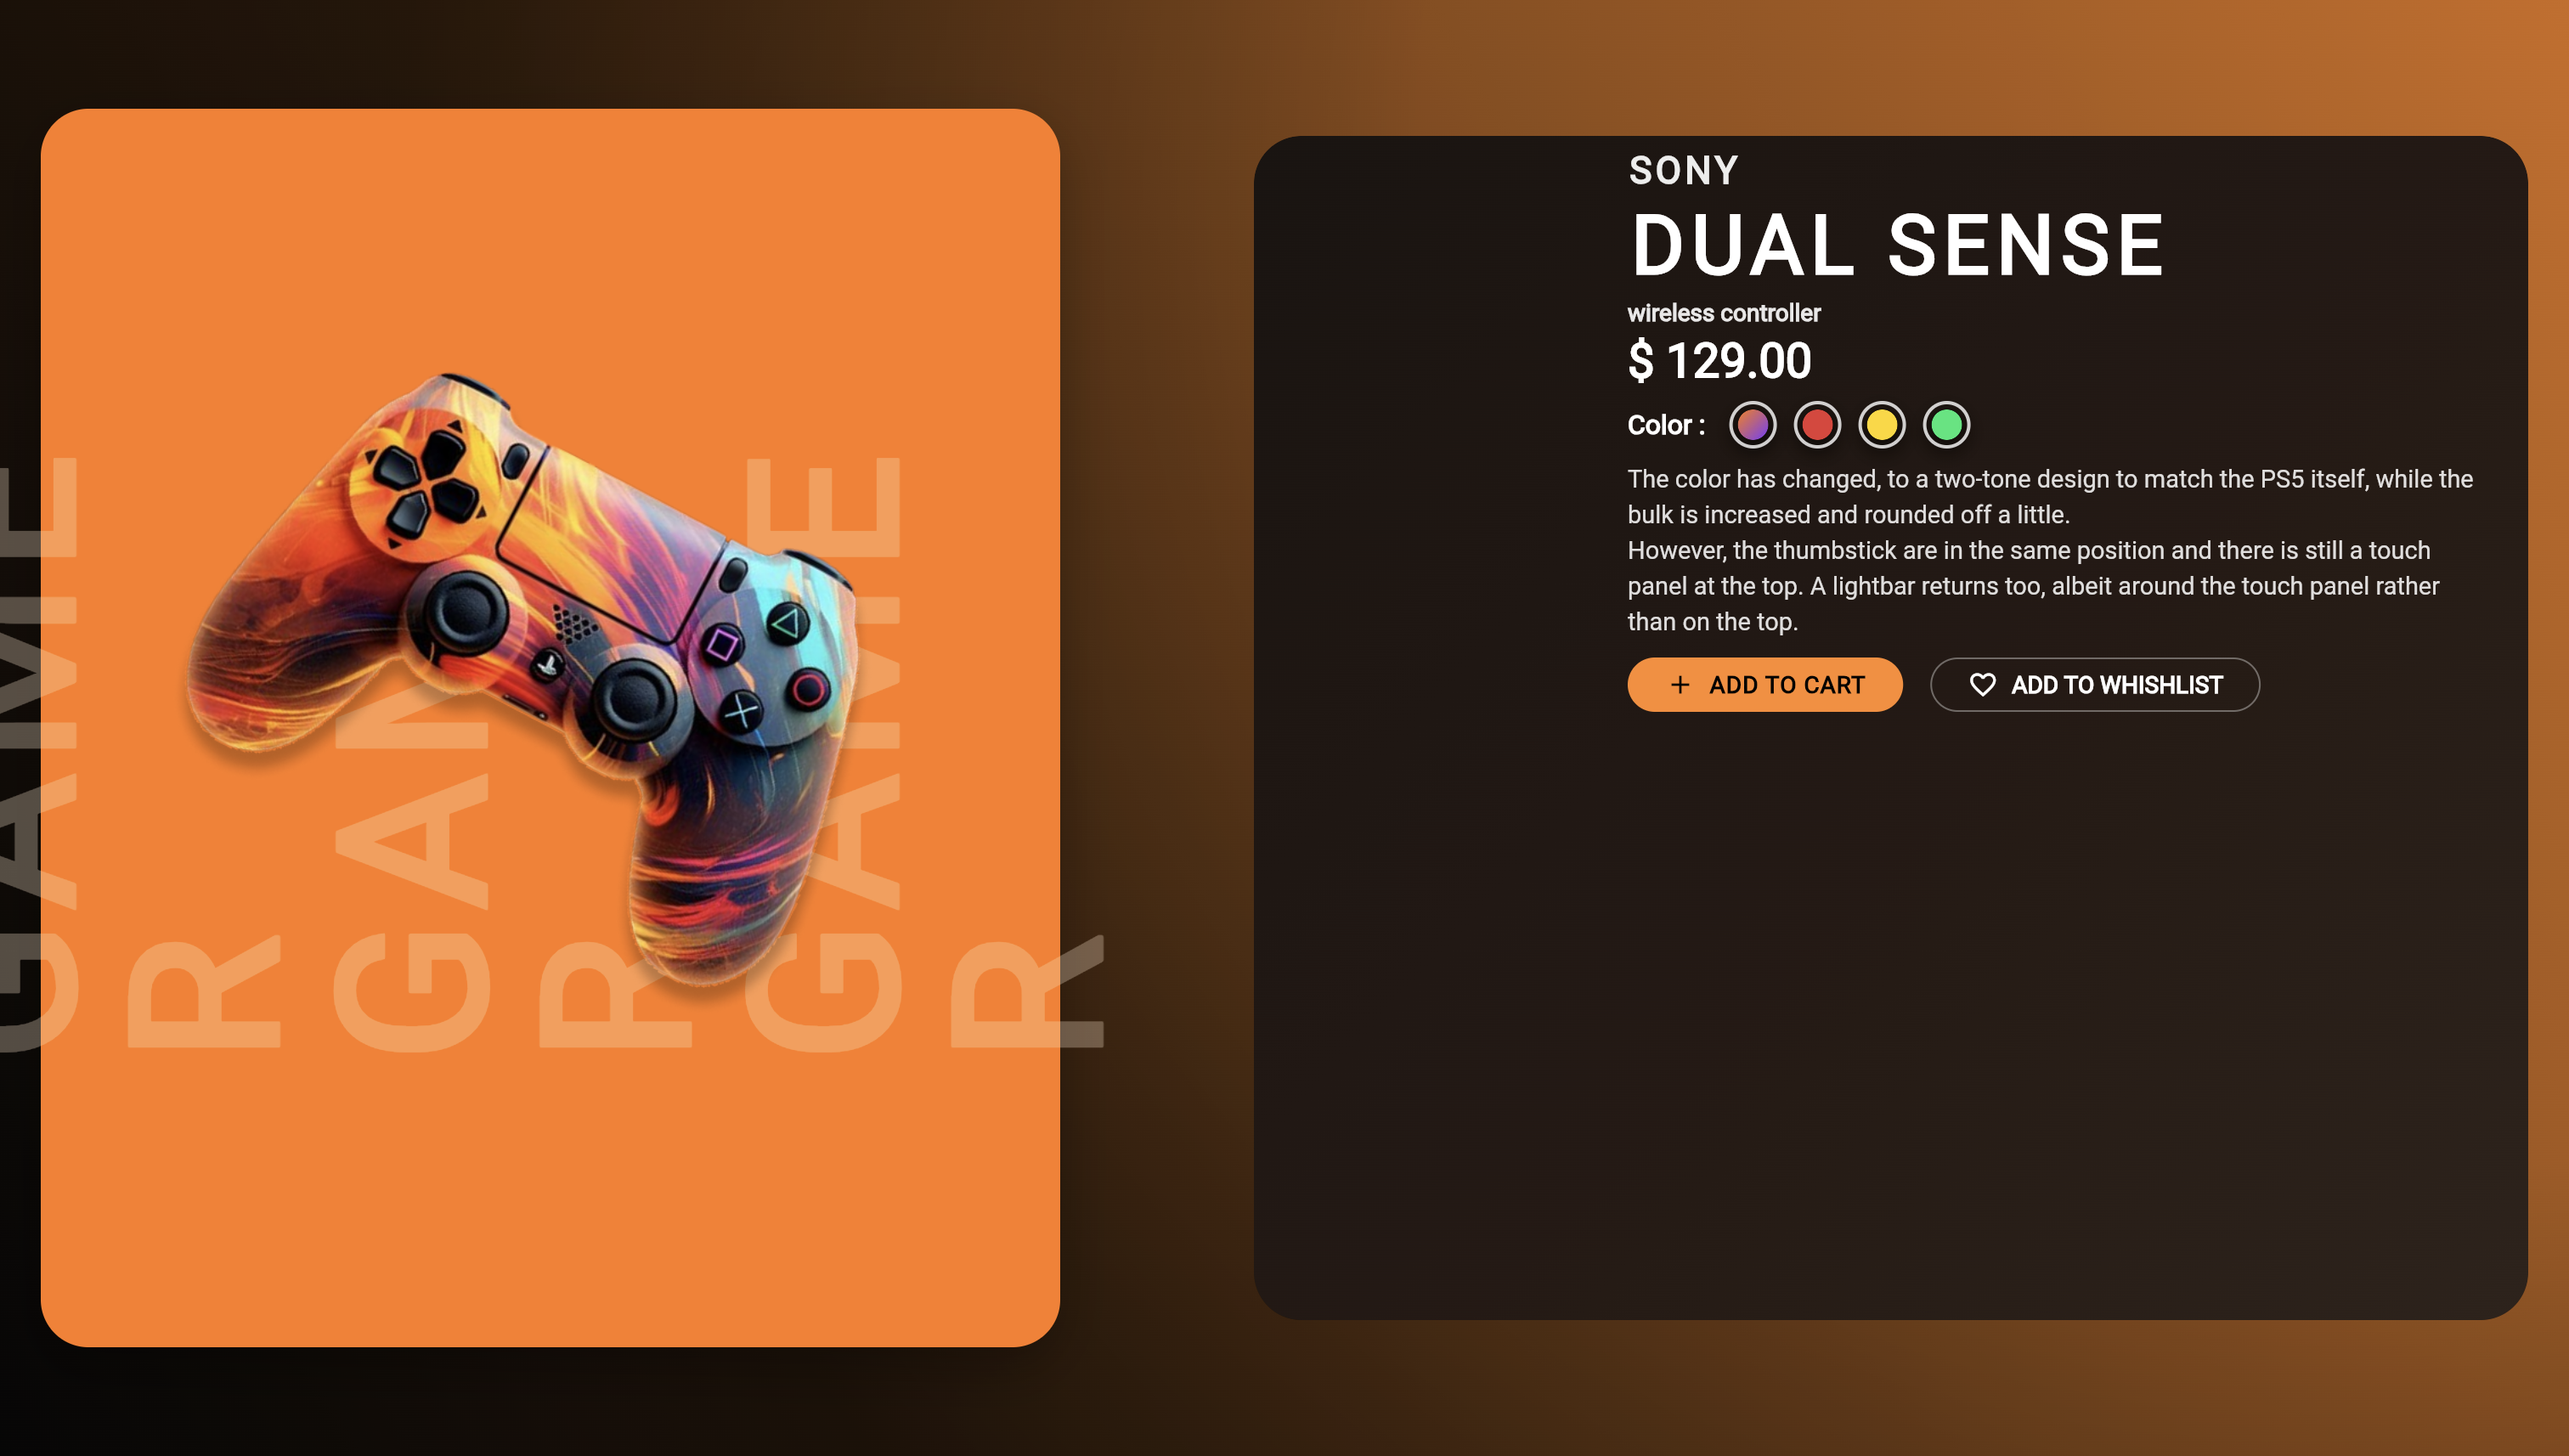 GAME
R
GAME
R
GAME
R
SONY
DUAL SENSE
wireless controller
$ 129.00
Color :
The color has changed, to a two-tone design to match the PS5 itself, while the
bulk is increased and rounded off a little.
However, the thumbstick are in the same position and there is still a touch
panel at the top. A lightbar returns too, albeit around the touch panel rather
than on the top.
+ ADD TO CART
ADD TO WHISHLIST